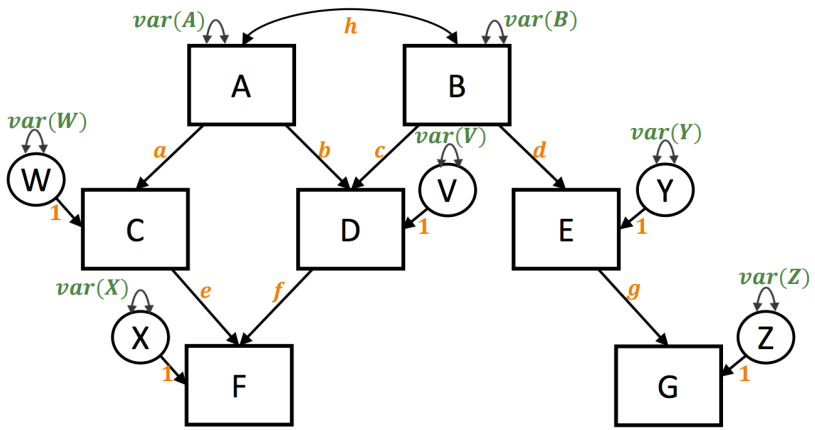 var(A)
h
var(B)
A
B
var(W)
a
b
c
var(V)
d
var(Y)
W
V
Y
1
C
D
1
E
1
var(X)
e
f
g
var(Z)
X
Z
1
F
G
1